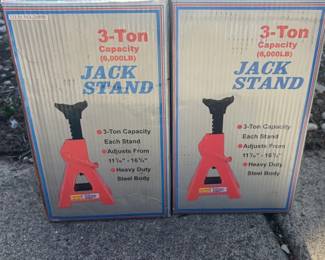 3-Ton
Capacity
(6,000LB)
JACK
STAND
• 3-Ton Capacity
Each Stand
• Adjusts From
• Heavy Duty
Steel Body
3-Ton
Capacity
(6,000LB)
JACK
STAND
• 3-Ton Capacity
Each Stand
• Adjusts From
• Heavy Duty
Steel Body